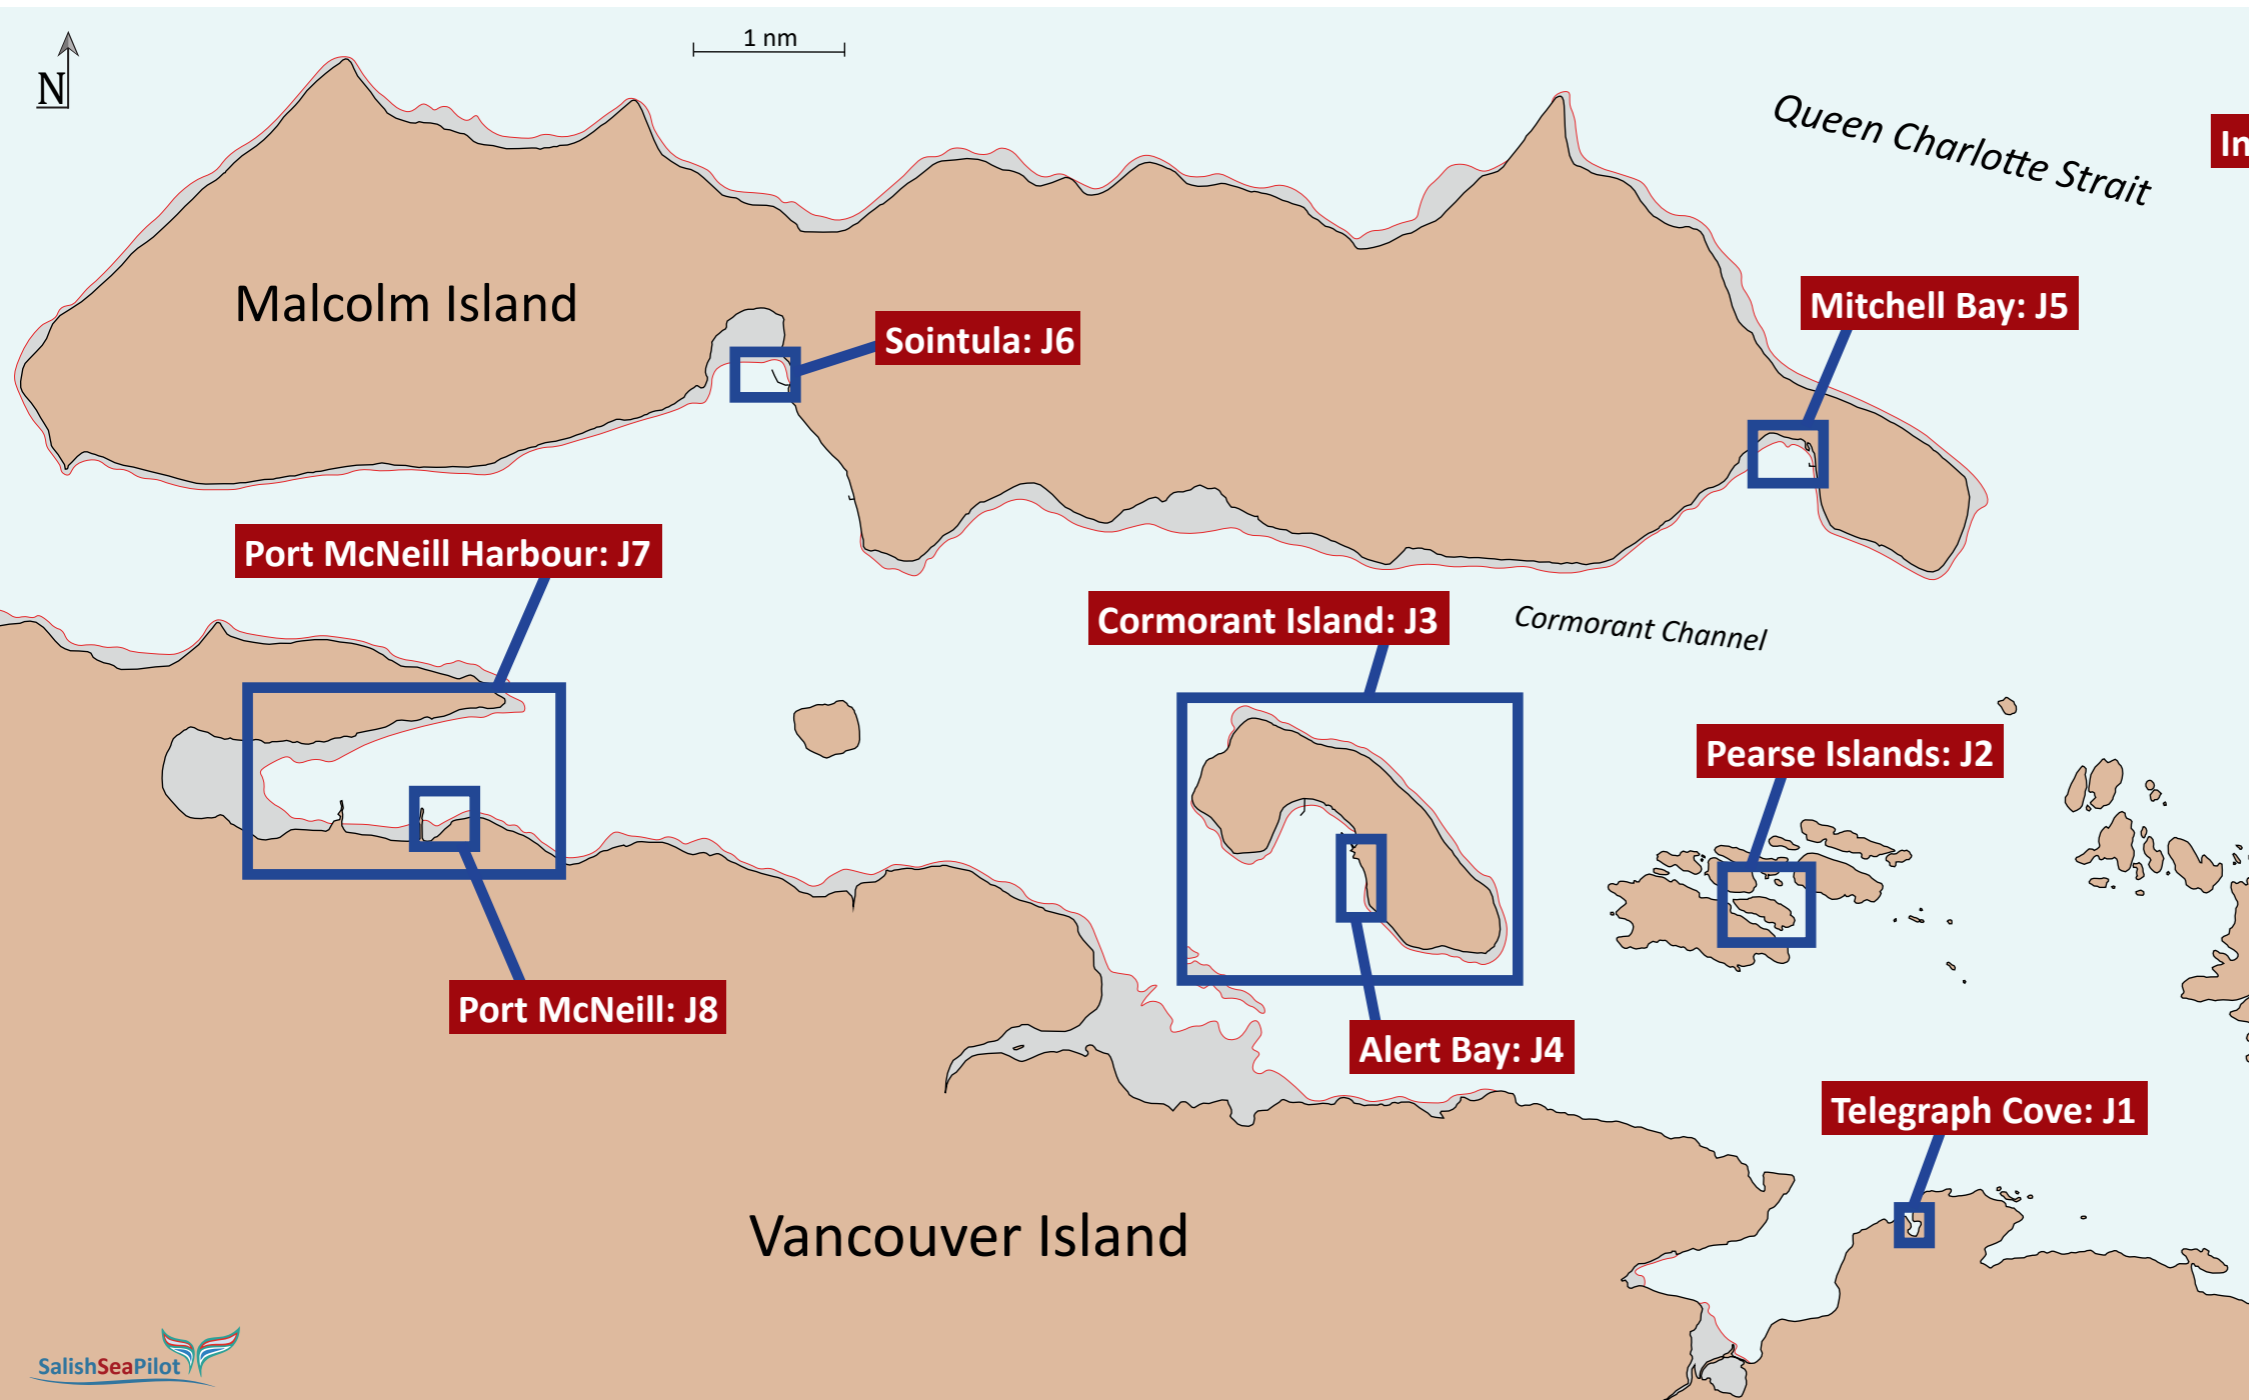 1 nm
N
Queen Charlotte Strait
In
Malcolm Island
Mitchell Bay: J5
Sointula: J6
Port McNeill Harbour: J7
Cormorant Island: J3
Cormorant Channel
Pearse Islands: J2
Port McNeill: J8
Alert Bay: J4
Telegraph Cove: J1
Vancouver Island
SalishSeaPilot